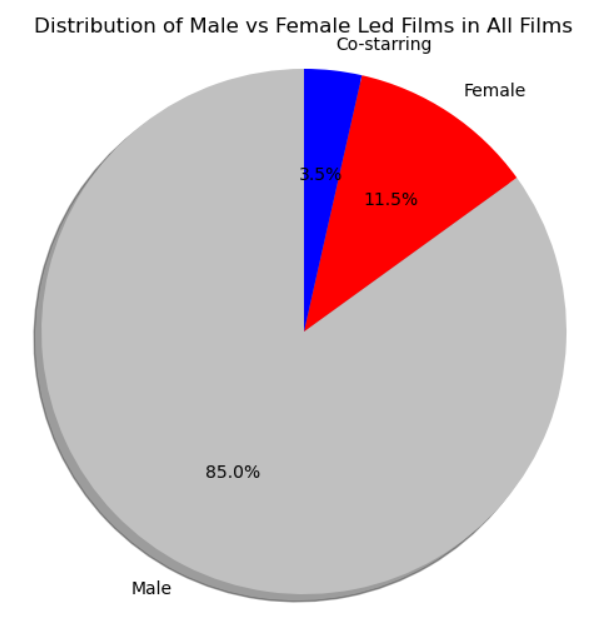 Distribution of Male vs Female Led Films in All Films
Co-starring
Female
3.5%
11.5%
85.0%
Male